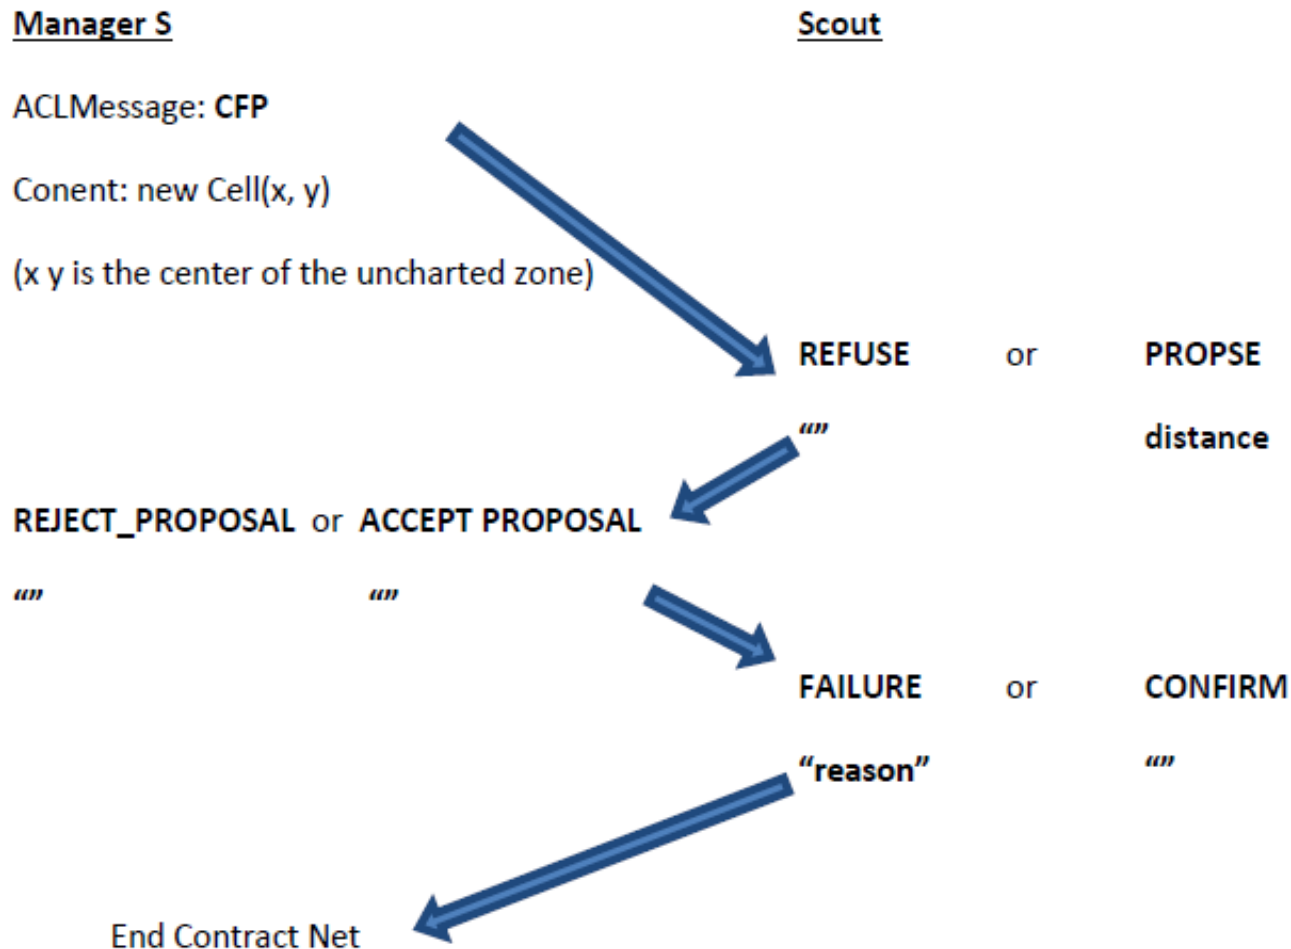 Manager S Scout
ACLMessage: CFP
Conent: new Cell(x, y)
(x y is the center of the uncharted zone)
REFUSE or PROPSE
“” distance
REJECT_PROPOSAL or ACCEPT PROPOSAL
“” “”
FAILURE or CONFIRM
“reason” “”
End Contract Net